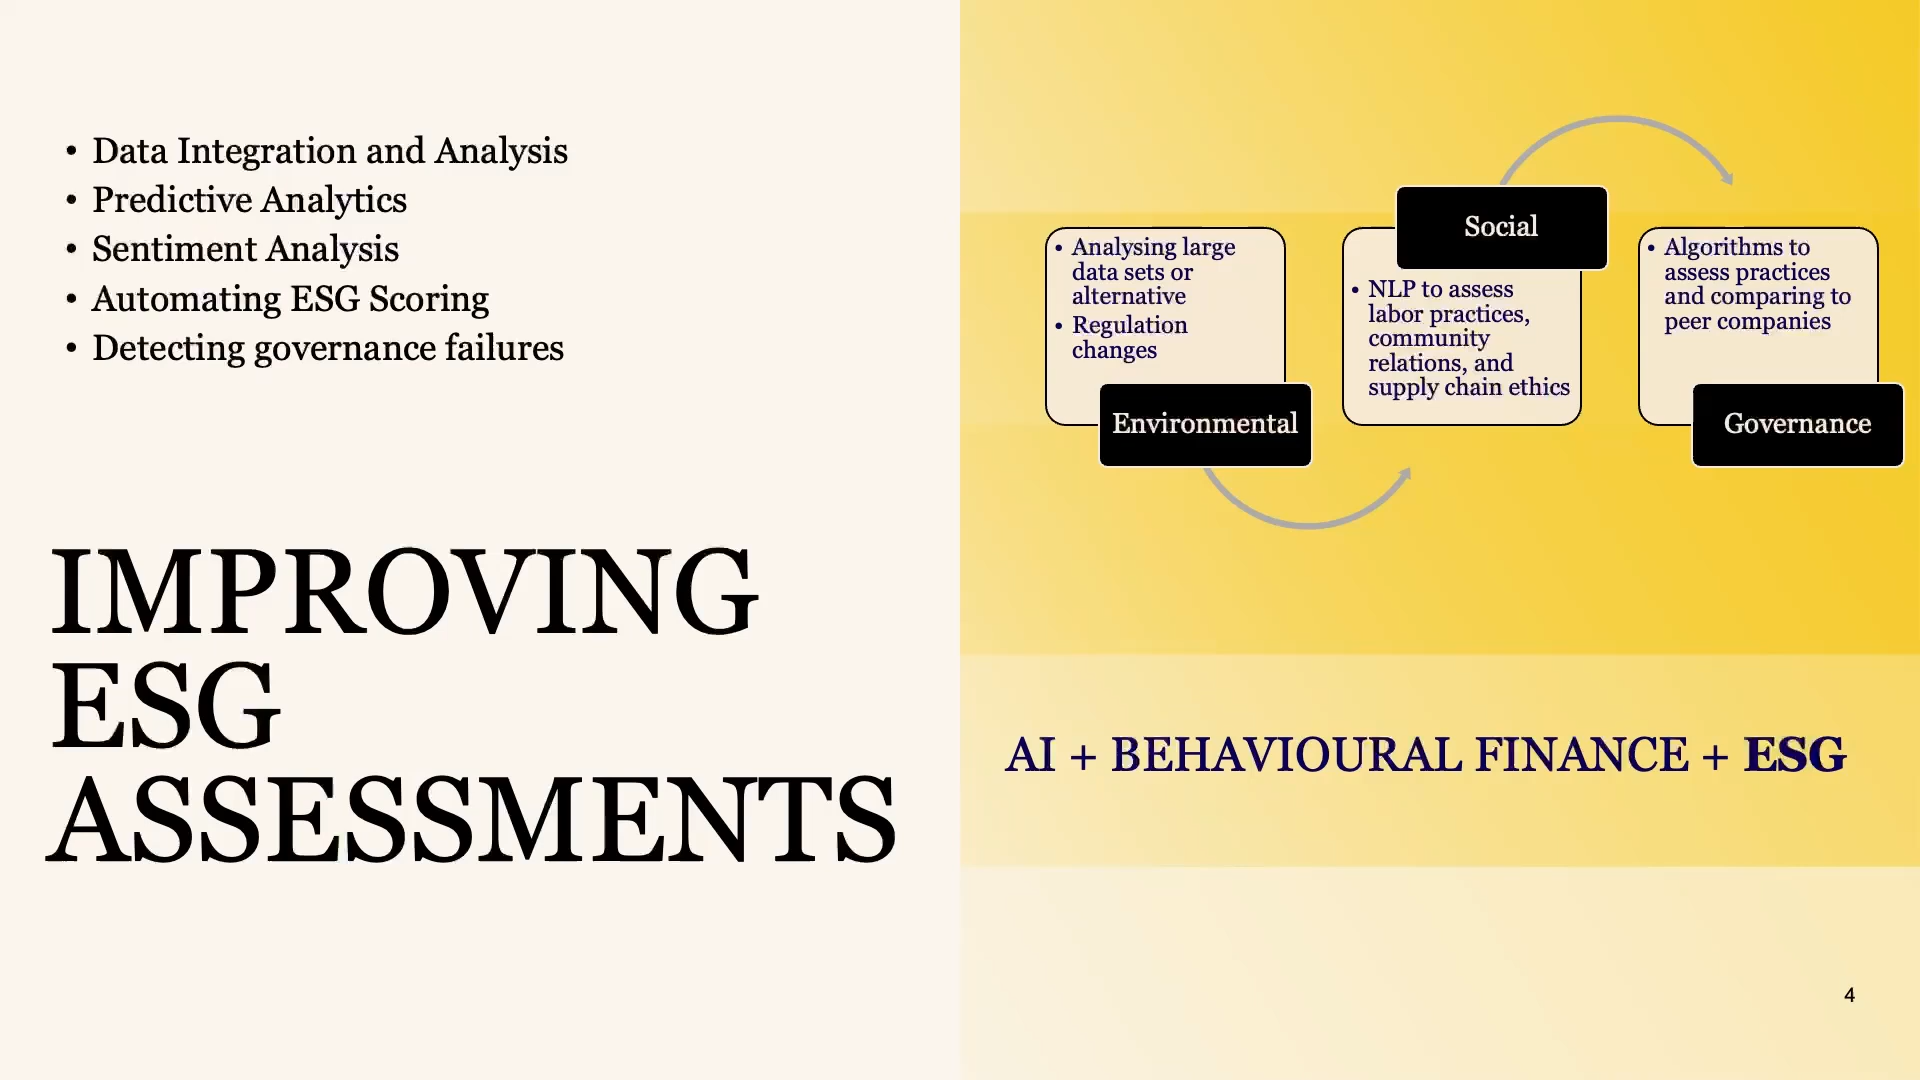 • Data Integration and Analysis
• Predictive Analytics
• Sentiment Analysis
• Automating ESG Scoring
• Detecting governance failures
IMPROVING
ESG
ASSESSMENTS
• Analysing large
data sets or
alternative
• Regulation
changes
Environmental
Social
• NLP to assess
labor practices,
community
relations, and
supply chain ethics
• Algorithms to
assess practices
and comparing to
peer companies
Governance
AI + BEHAVIOURAL FINANCE + ESG
4